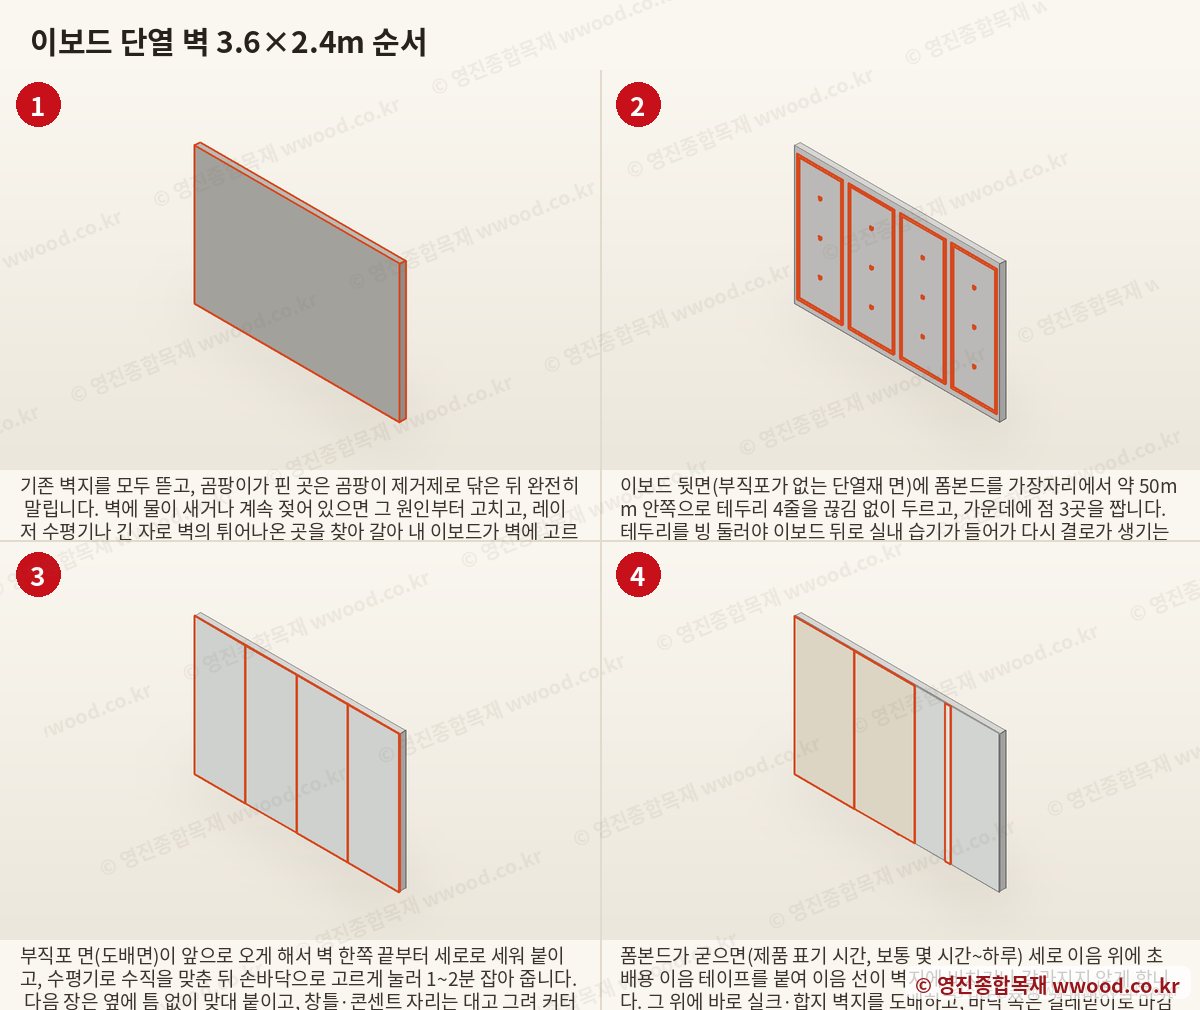 이보드 단열 벽 3.6×2.4m 순서
1
2
기존 벽지를 모두 뜯고, 곰팡이가 핀 곳은 곰팡이 제거제로 닦은 뒤 완전히
말립니다. 벽에 물이 새거나 계속 젖어 있으면 그 원인부터 고치고, 레이
저 수평기나 긴 자로 벽의 튀어나온 곳을 찾아 갈아 내 이보드가 벽에 고르
이보드 뒷면(부직포가 없는 단열재 면)에 폼본드를 가장자리에서 약 50m
m 안쪽으로 테두리 4줄을 끊김 없이 두르고, 가운데에 점 3곳을 짭니다.
테두리를 빙 둘러야 이보드 뒤로 실내 습기가 들어가 다시 결로가 생기는
3
4
부직포 면(도배면)이 앞으로 오게 해서 벽 한쪽 끝부터 세로로 세워 붙이
고, 수평기로 수직을 맞춘 뒤 손바닥으로 고르게 눌러 1~2분 잡아 줍니다.
다음 장은 옆에 틈 없이 맞대 붙이고, 창틀·콘센트 자리는 대고 그려 커터
폼본드가 굳으면(제품 표기 시간, 보통 몇 시간~하루) 세로 이음 위에 초
배용 이음 테이프를 붙여 이음 선이 벽
다. 그 위에 바로 실크·합지 벽지를 도배하고,
© 영진종합목재 wwood.co.kr